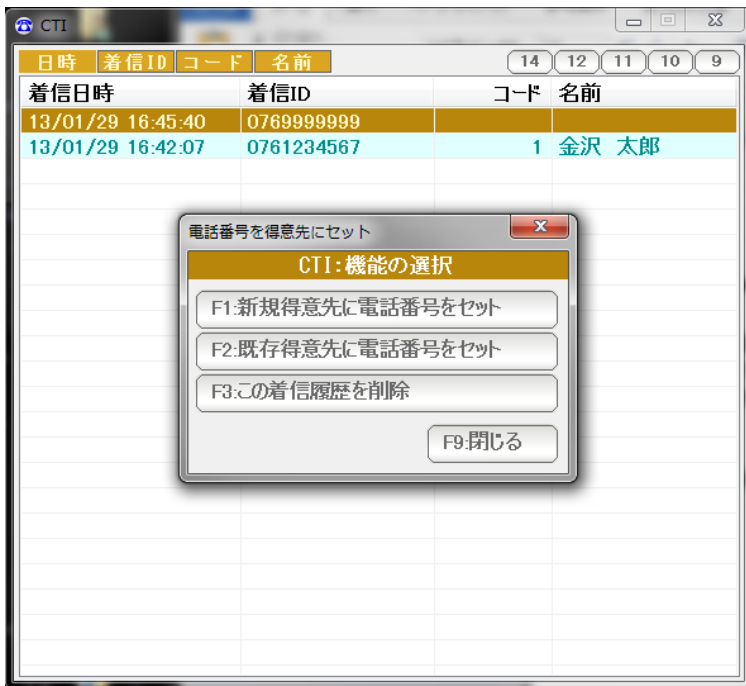 CTI
日時 着信ID コード 名前 14 12 11 10 9
着信日時 着信ID コード 名前
13/01/29 16:45:40 0769999999
13/01/29 16:42:07 0761234567 1 金沢 太郎
電話番号を得意先にセット
CTI:機能の選択
F1:新規得意先に電話番号をセット
F2:既存得意先に電話番号をセット
F3:この着信履歴を削除
F9:閉じる